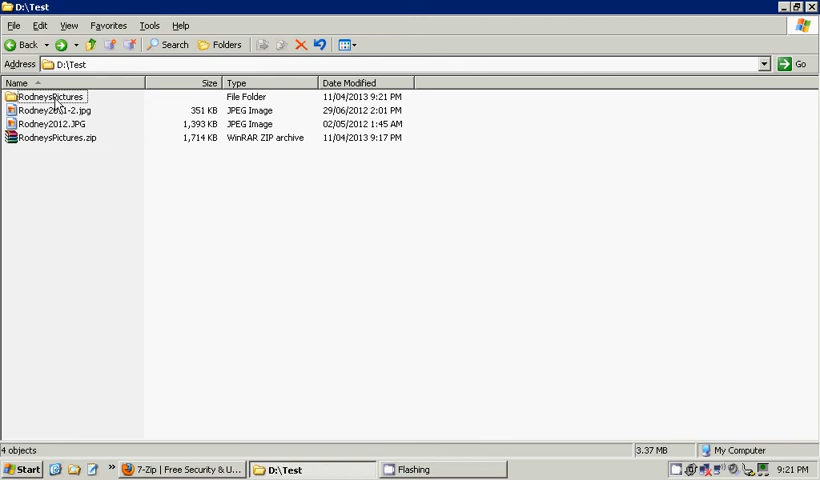 D:\Test
File Edit View Favorites Tools Help
Back Search Folders
Address D:\Test Go
Name Size Type Date Modified
RodneysPictures File Folder 11/04/2013 9:21 PM
Rodney2011-2.jpg 351 KB JPEG Image 29/06/2012 2:01 PM
Rodney2012.JPG 1,393 KB JPEG Image 02/05/2012 1:45 AM
RodneysPictures.zip 1,714 KB WinRAR ZIP archive 11/04/2013 9:17 PM
4 objects 3.37 MB My Computer
Start » 7-Zip | Free Security & U... D:\Test Flashing 9:21 PM